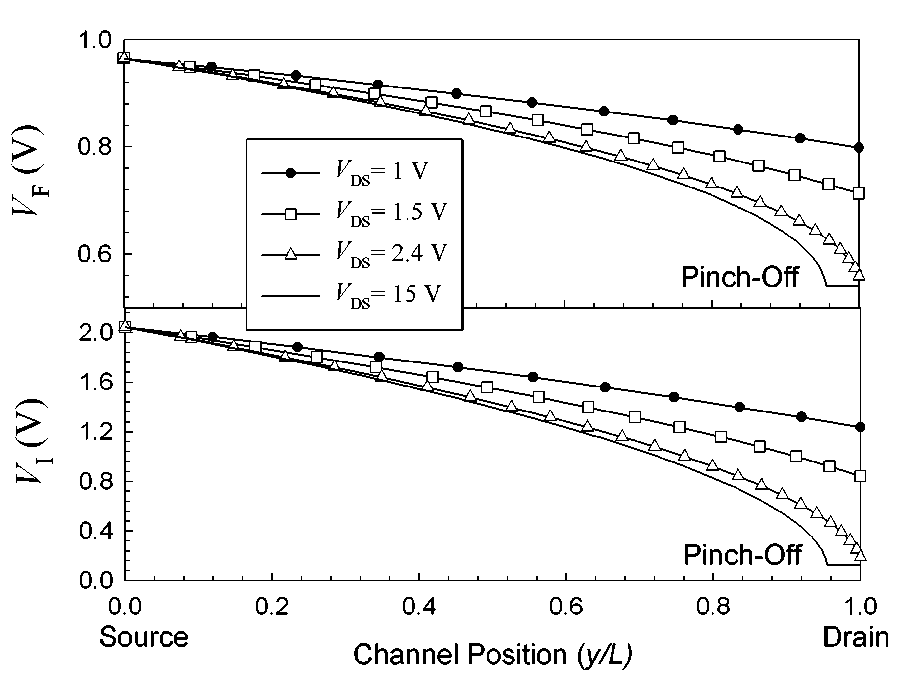 1.0
0.8
0.6
V_F (V)
V_DS= 1 V
V_DS= 1.5 V
V_DS= 2.4 V
V_DS= 15 V
Pinch-Off
2.0
1.6
1.2
0.8
0.4
0.0
V_I (V)
Pinch-Off
0.0 0.2 0.4 0.6 0.8 1.0
Source Drain
Channel Position (y/L)